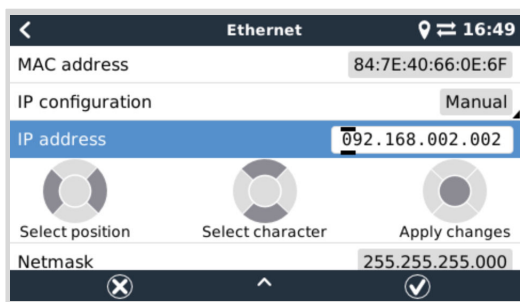 Ethernet 16:49
MAC address 84:7E:40:66:0E:6F
IP configuration Manual
IP address 092.168.002.002
Select position Select character Apply changes
Netmask 255.255.255.000